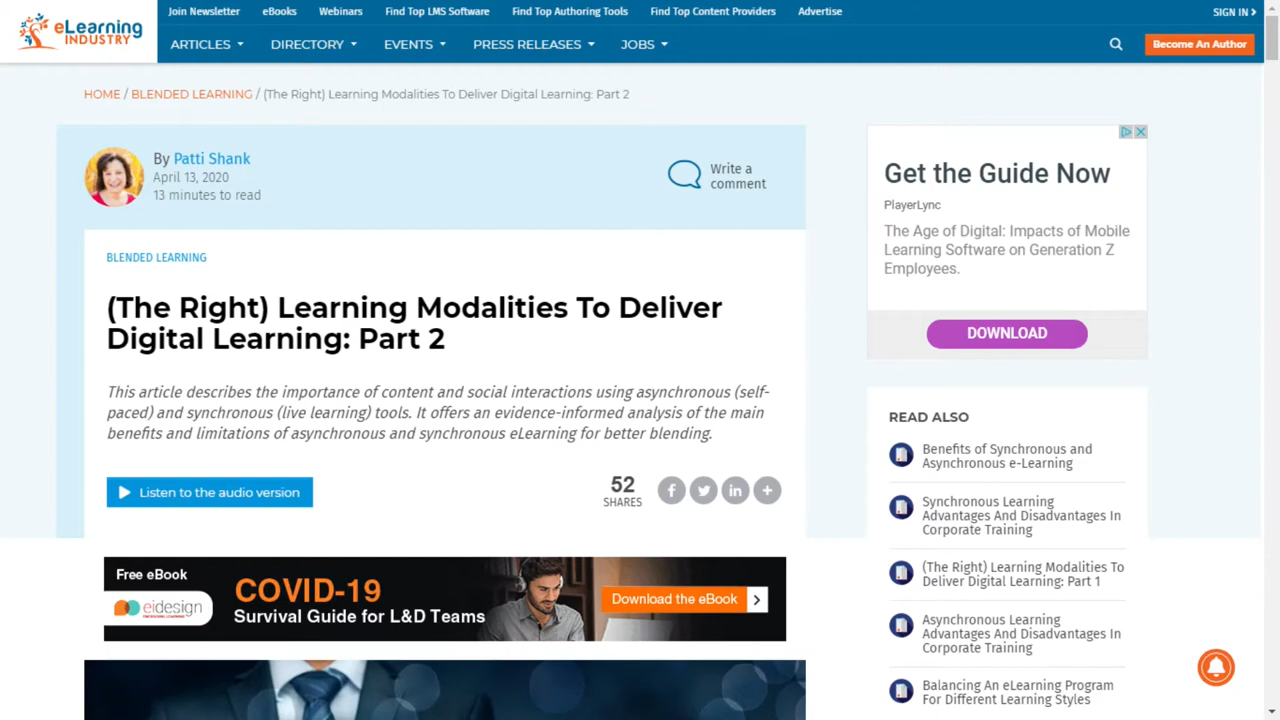 eLearning
INDUSTRY
Join Newsletter eBooks Webinars Find Top LMS Software Find Top Authoring Tools Find Top Content Providers Advertise SIGN IN
ARTICLES DIRECTORY EVENTS PRESS RELEASES JOBS Become An Author
HOME / BLENDED LEARNING / (The Right) Learning Modalities To Deliver Digital Learning: Part 2
By Patti Shank
April 13, 2020
13 minutes to read
Write a
comment
BLENDED LEARNING
(The Right) Learning Modalities To Deliver
Digital Learning: Part 2
This article describes the importance of content and social interactions using asynchronous (self-
paced) and synchronous (live learning) tools. It offers an evidence-informed analysis of the main
benefits and limitations of asynchronous and synchronous eLearning for better blending.
Listen to the audio version
52
SHARES
Free eBook
eidesign
COVID-19
Survival Guide for L&D Teams
Download the eBook
Get the Guide Now
PlayerLync
The Age of Digital: Impacts of Mobile
Learning Software on Generation Z
Employees.
DOWNLOAD
READ ALSO
Benefits of Synchronous and
Asynchronous e-Learning
Synchronous Learning
Advantages And Disadvantages In
Corporate Training
(The Right) Learning Modalities To
Deliver Digital Learning: Part 1
Asynchronous Learning
Advantages And Disadvantages In
Corporate Training
Balancing An eLearning Program
For Different Learning Styles